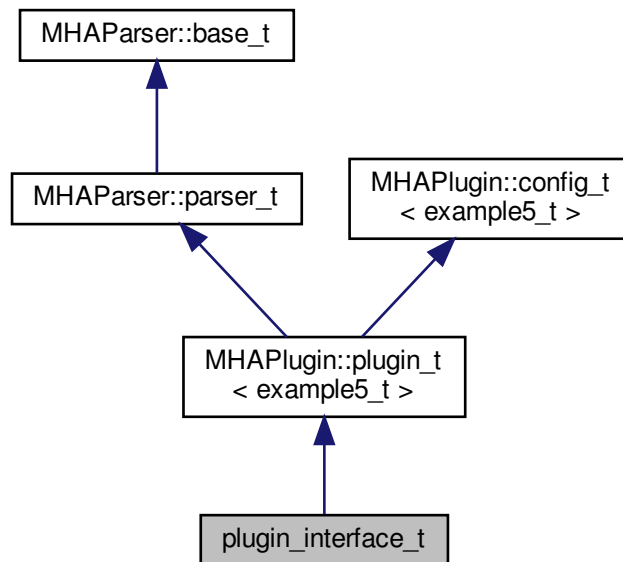 MHAParser::base_t
MHAParser::parser_t
MHAPlugin::config_t
< example5_t >
MHAPlugin::plugin_t
< example5_t >
plugin_interface_t